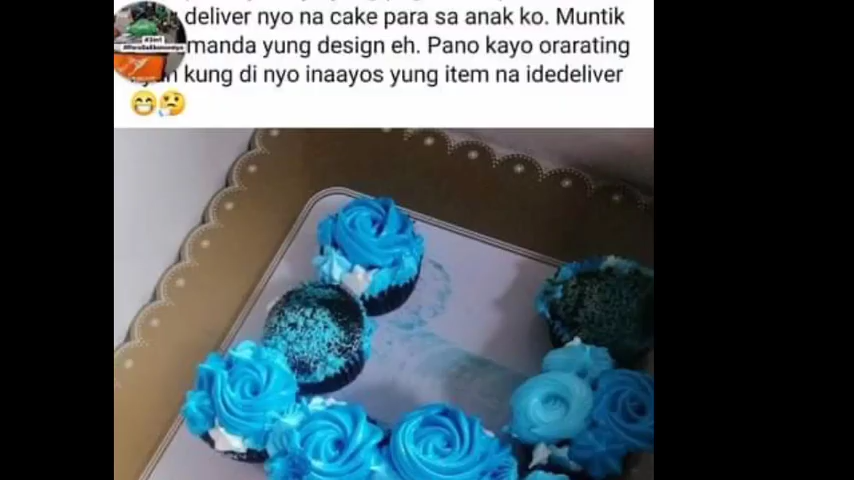 deliver nyo na cake para sa anak ko. Muntik
manda yung design eh. Pano kayo orarating
kung di nyo inaayos yung item na idedeliver